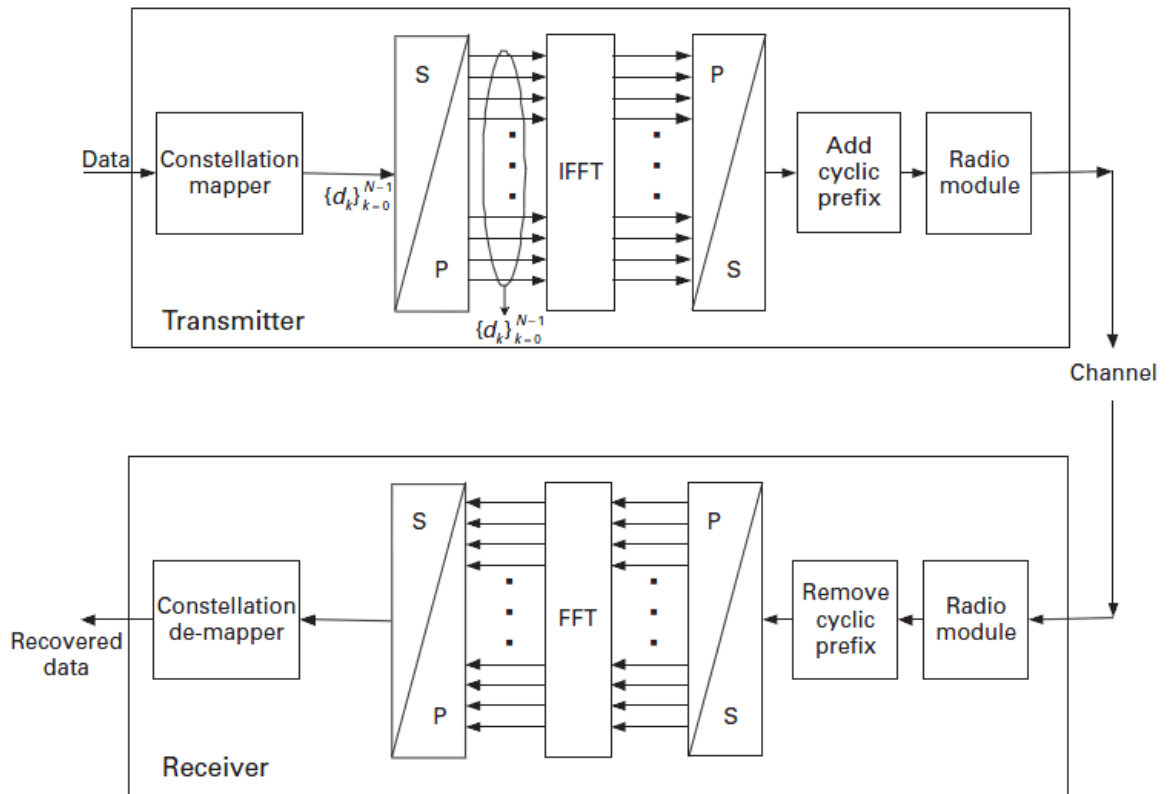 Data
Constellation
mapper
{d_k}_{k=0}^{N-1}
S
P
{d_k}_{k=0}^{N-1}
IFFT
P
S
Add
cyclic
prefix
Radio
module
Transmitter
Channel
Recovered
data
Constellation
de-mapper
S
P
FFT
P
S
Remove
cyclic
prefix
Radio
module
Receiver